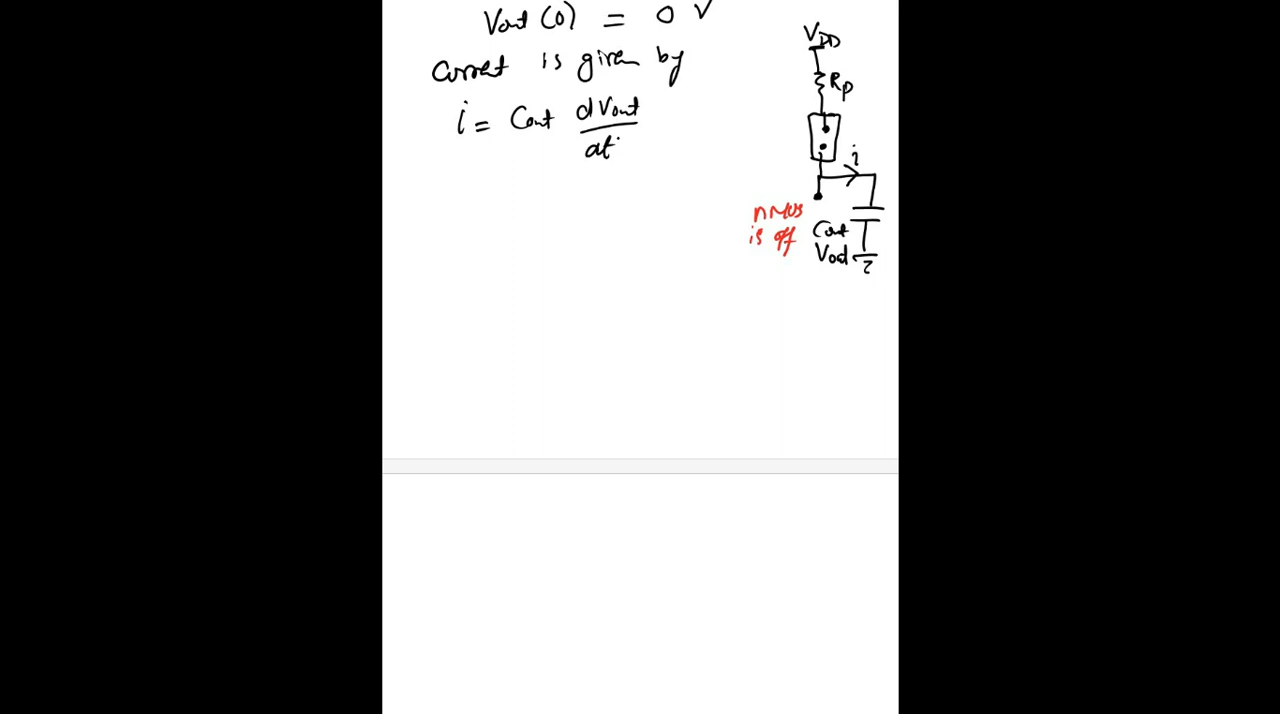 Vout (0) = 0 V
Current is given by
i = Cout dVout
dt
VDD
Rp
i
nMOS
is off
Cout
Vout